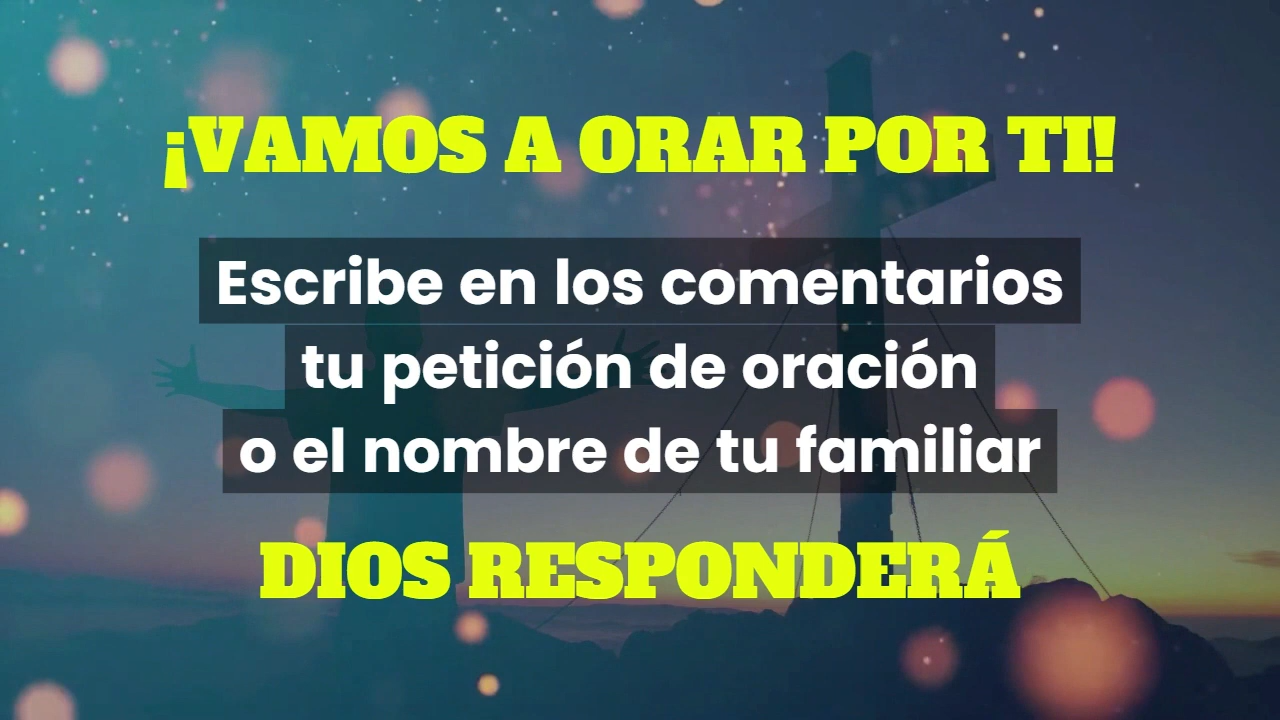 ¡VAMOS A ORAR POR TI!
Escribe en los comentarios
tu petición de oración
o el nombre de tu familiar
DIOS RESPONDERÁ